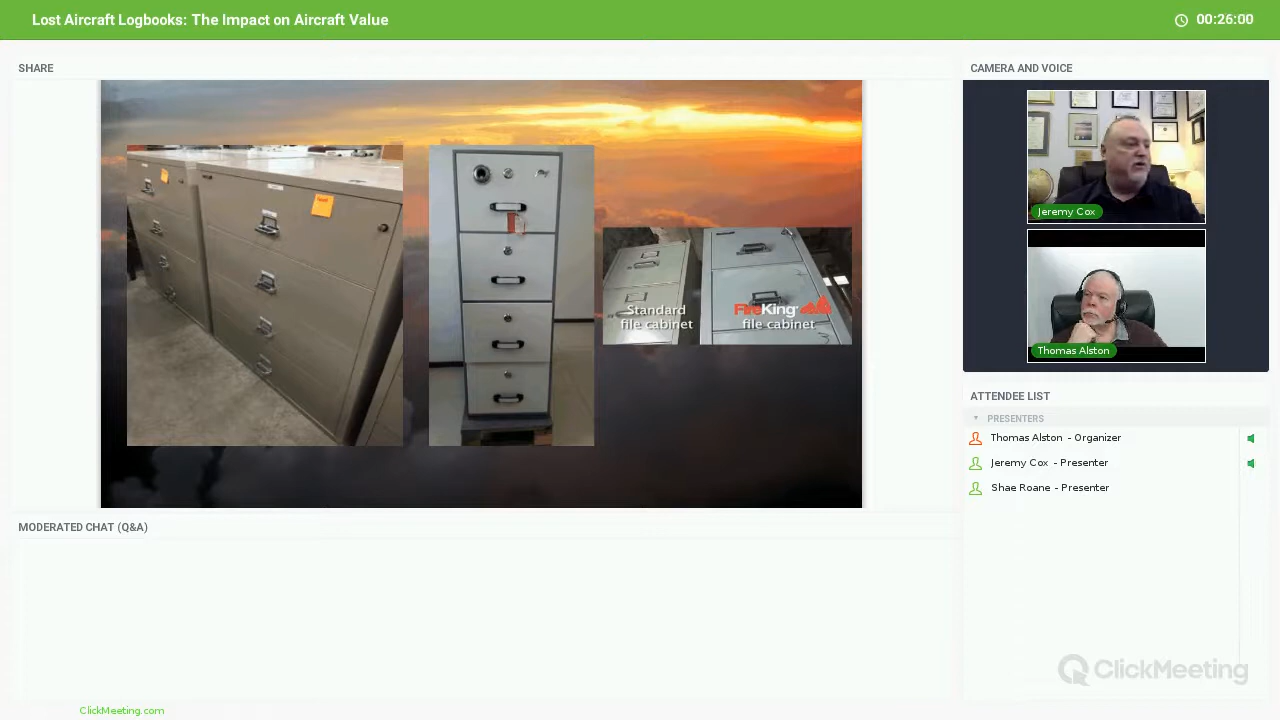 Lost Aircraft Logbooks: The Impact on Aircraft Value
00:26:00
SHARE
CAMERA AND VOICE
Standard
file cabinet
FireKing
file cabinet
Jeremy Cox
Thomas Alston
ATTENDEE LIST
PRESENTERS
Thomas Alston - Organizer
Jeremy Cox - Presenter
Shae Roane - Presenter
MODERATED CHAT (Q&A)
ClickMeeting
ClickMeeting.com